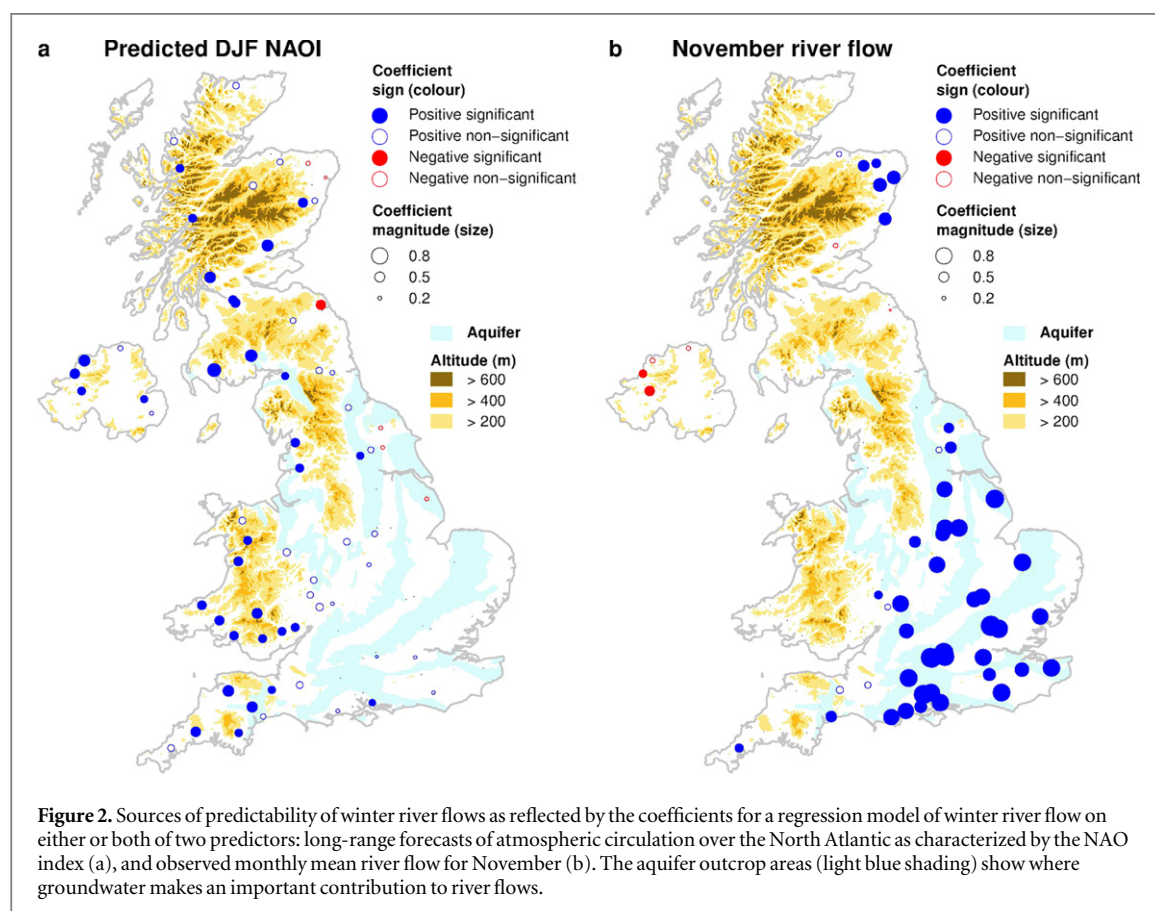 a Predicted DJF NAOI
Coefficient
sign (colour)
Positive significant
Positive non−significant
Negative significant
Negative non−significant
Coefficient
magnitude (size)
0.8
0.5
0.2
Aquifer
Altitude (m)
> 600
> 400
> 200
b November river flow
Coefficient
sign (colour)
Positive significant
Positive non−significant
Negative significant
Negative non−significant
Coefficient
magnitude (size)
0.8
0.5
0.2
Aquifer
Altitude (m)
> 600
> 400
> 200
Figure 2. Sources of predictability of winter river flows as reflected by the coefficients for a regression model of winter river flow on
either or both of two predictors: long-range forecasts of atmospheric circulation over the North Atlantic as characterized by the NAO
index (a), and observed monthly mean river flow for November (b). The aquifer outcrop areas (light blue shading) show where
groundwater makes an important contribution to river flows.